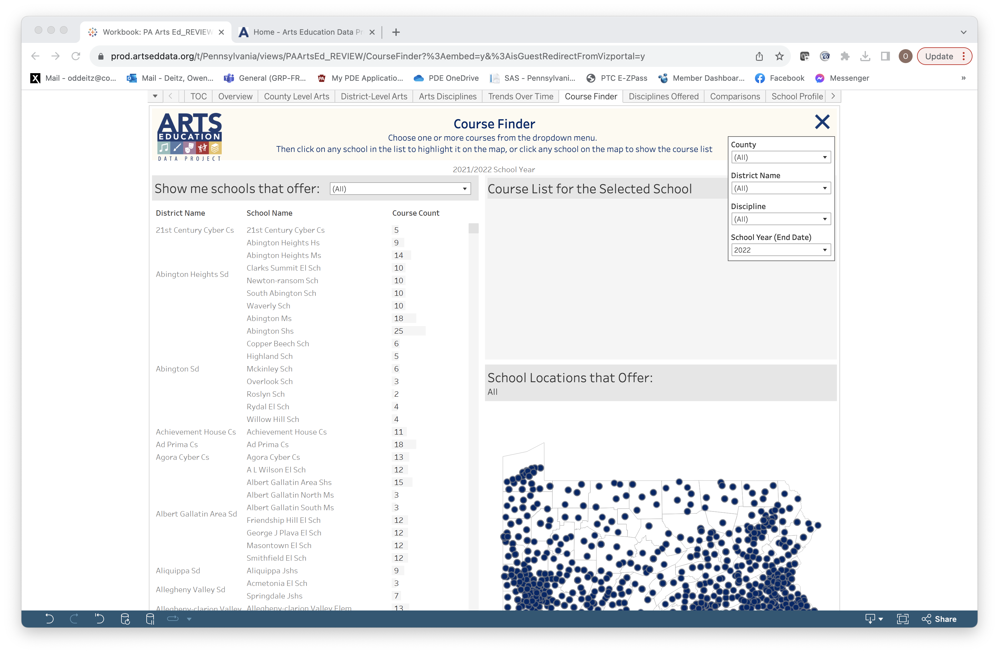 Workbook: PA Arts Ed_REVIEW
Home - Arts Education Data Pr
prod.artseddata.org/t/Pennsylvania/views/PAArtsEd_REVIEW/CourseFinder?%3Aembed=y&%3AisGuestRedirectFromVizportal=y
O
Update
Mail - oddeitz@co...
Mail - Deitz, Owen...
General (GRP-FR...
My PDE Applicatio...
PDE OneDrive
SAS - Pennsylvani...
PTC E-ZPass
Member Dashboar...
Facebook
Messenger
»
TOC
Overview
County Level Arts
District-Level Arts
Arts Disciplines
Trends Over Time
Course Finder
Disciplines Offered
Comparisons
School Profile
ARTS
EDUCATION
DATA PROJECT
Course Finder
Choose one or more courses from the dropdown menu.
Then click on any school in the list to highlight it on the map, or click any school on the map to show the course list
2021/2022 School Year
County
(All)
District Name
(All)
Discipline
(All)
School Year (End Date)
2022
Show me schools that offer: (All)
District Name School Name Course Count
21st Century Cyber Cs 21st Century Cyber Cs 5
Abington Heights Hs 9
Abington Heights Ms 14
Clarks Summit El Sch 10
Abington Heights Sd
Newton-ransom Sch 10
South Abington Sch 10
Waverly Sch 10
Abington Ms 18
Abington Shs 25
Copper Beech Sch 6
Highland Sch 5
Abington Sd Mckinley Sch 6
Overlook Sch 3
Roslyn Sch 2
Rydal El Sch 4
Willow Hill Sch 4
Achievement House Cs Achievement House Cs 11
Ad Prima Cs Ad Prima Cs 18
Agora Cyber Cs Agora Cyber Cs 13
A L Wilson El Sch 12
Albert Gallatin Area Shs 15
Albert Gallatin North Ms 3
Albert Gallatin South Ms 3
Albert Gallatin Area Sd
Friendship Hill El Sch 12
George J Plava El Sch 12
Masontown El Sch 12
Smithfield El Sch 12
Aliquippa Sd Aliquippa Jshs 9
Acmetonia El Sch 3
Allegheny Valley Sd
Springdale Jshs 7
Allegheny-clarion Valley Allegheny-clarion Valley Elem 13
Course List for the Selected School
School Locations that Offer:
All
Share